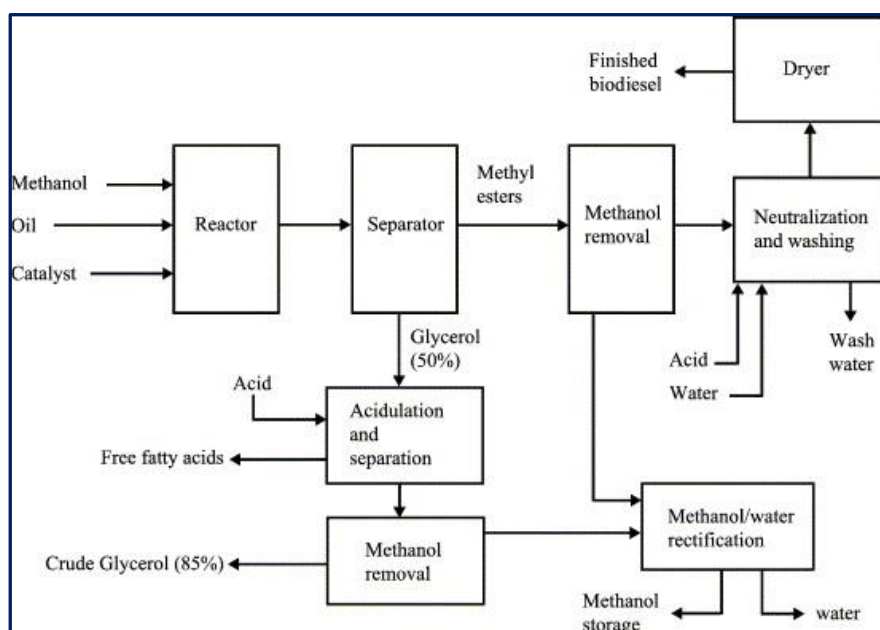 Finished
biodiesel
Dryer
Methanol
Oil
Catalyst
Reactor
Separator
Methyl
esters
Methanol
removal
Neutralization
and washing
Glycerol
(50%)
Acid
Water
Wash
water
Acid
Acidulation
and
separation
Free fatty acids
Methanol
removal
Crude Glycerol (85%)
Methanol/water
rectification
Methanol
storage
water